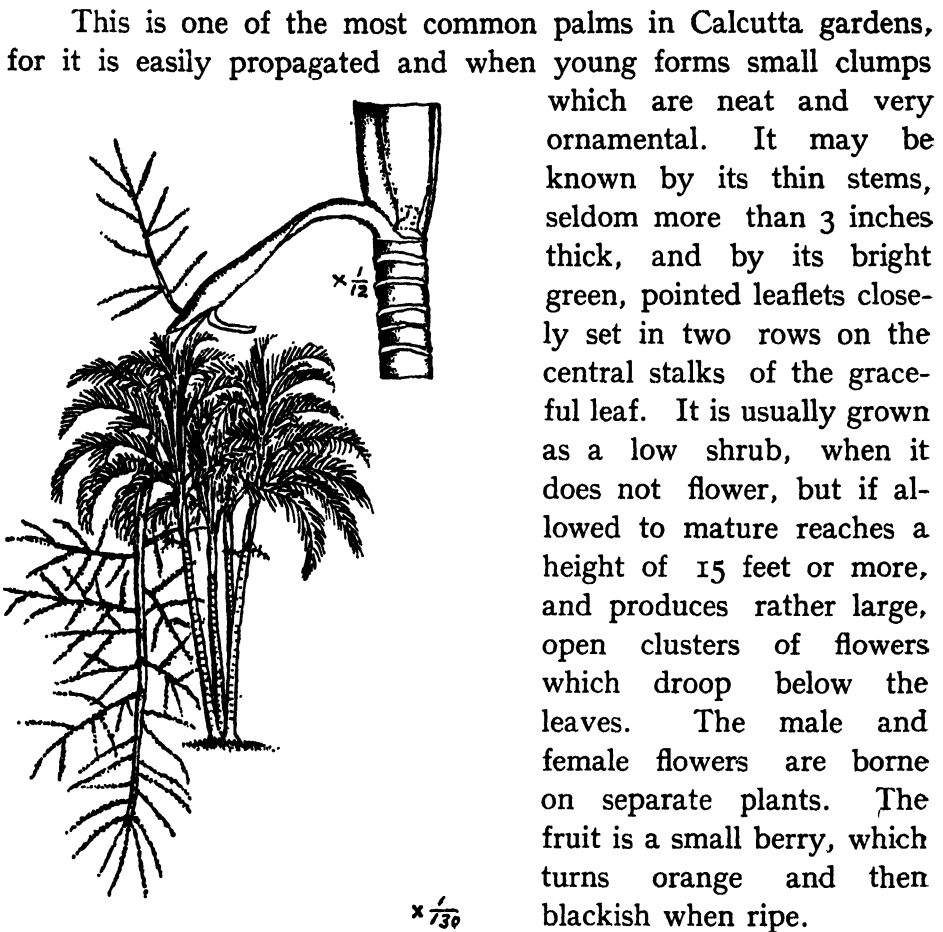 This is one of the most common palms in Calcutta gardens,
for it is easily propagated and when young forms small clumps
which are neat and very
ornamental. It may be
known by its thin stems,
seldom more than 3 inches
thick, and by its bright
× 1/12
green, pointed leaflets close-
ly set in two rows on the
central stalks of the grace-
ful leaf. It is usually grown
as a low shrub, when it
does not flower, but if al-
lowed to mature reaches a
height of 15 feet or more,
and produces rather large,
open clusters of flowers
which droop below the
leaves. The male and
female flowers are borne
on separate plants. The
fruit is a small berry, which
turns orange and then
blackish when ripe.
× 1/30